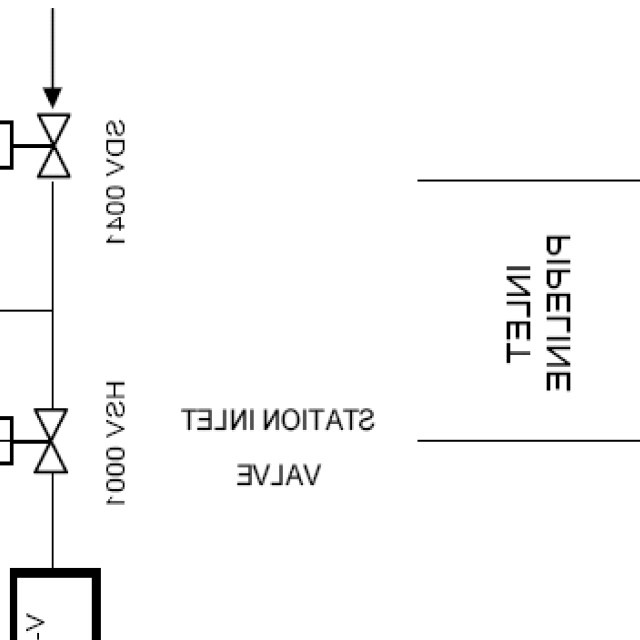 SDV 0041
PIPELINE
INLET
HSV 0001
STATION INLET
VALVE
V-